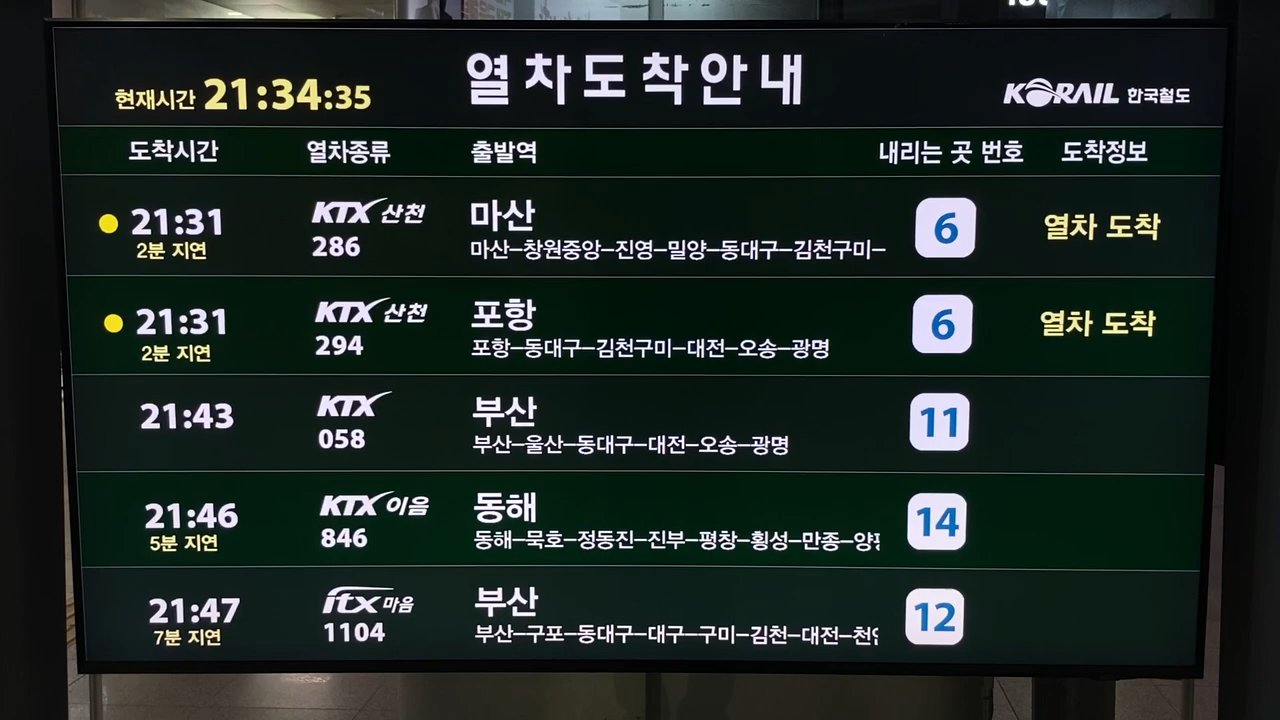 현재시간 21:34:35 열차도착안내 KORAIL 한국철도
도착시간 열차종류 출발역 내리는 곳 번호 도착정보
21:31 KTX 산천 마산 6 열차 도착
2분 지연 286 마산–창원중앙–진영–밀양–동대구–김천구미–
21:31 KTX 산천 포항 6 열차 도착
2분 지연 294 포항–동대구–김천구미–대전–오송–광명
21:43 KTX 부산 11
058 부산–울산–동대구–대전–오송–광명
21:46 KTX 이음 동해 14
5분 지연 846 동해–묵호–정동진–진부–평창–횡성–만종–
21:47 itx 마음 부산 12
7분 지연 1104 부산–구포–동대구–대구–구미–김천–대전–